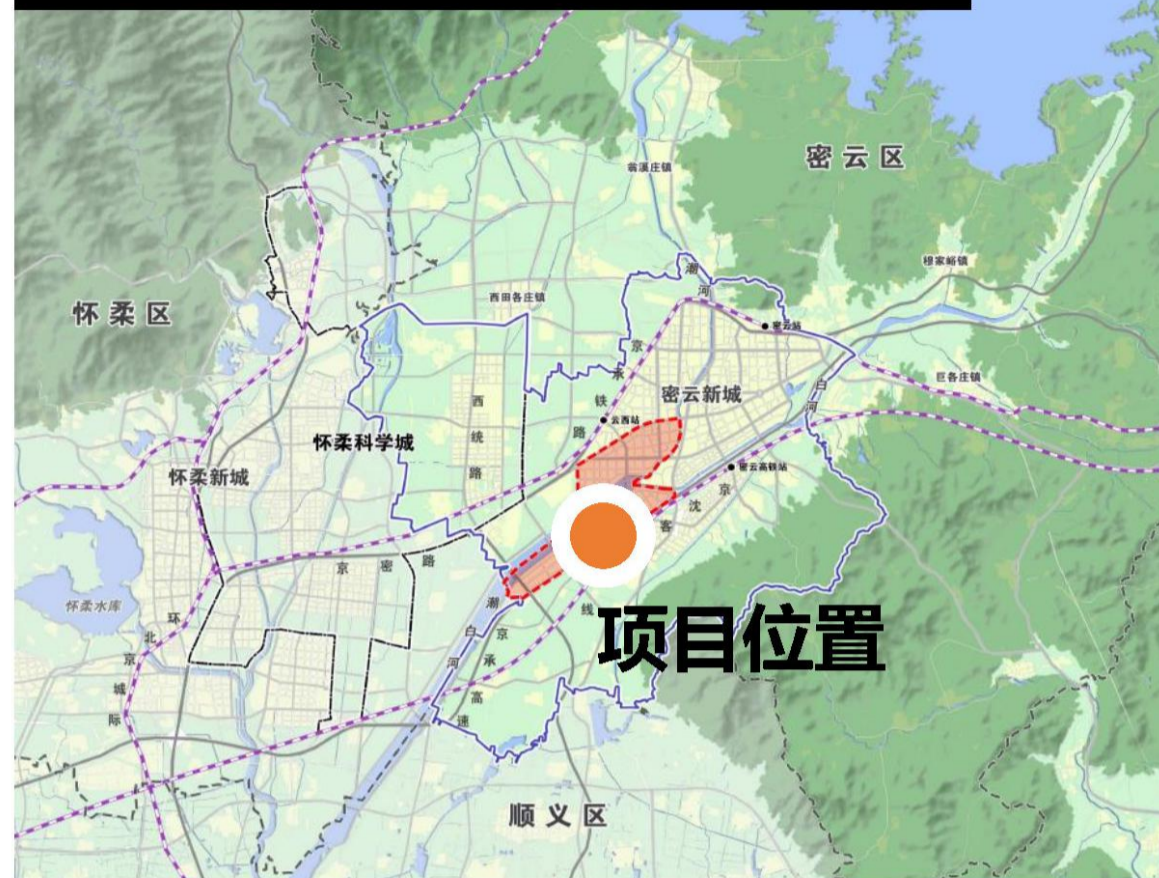 密云区
翁溪庄镇
穆家峪镇
潮河
怀柔区
西田各庄镇
密云站
京承铁路
巨各庄镇
密云新城
白河
西统路
云西站
怀柔科学城
密云高铁站
怀柔新城
京沈客线
京密路
怀柔水库
项目位置
潮白河
京承高速
环北京城际
顺义区